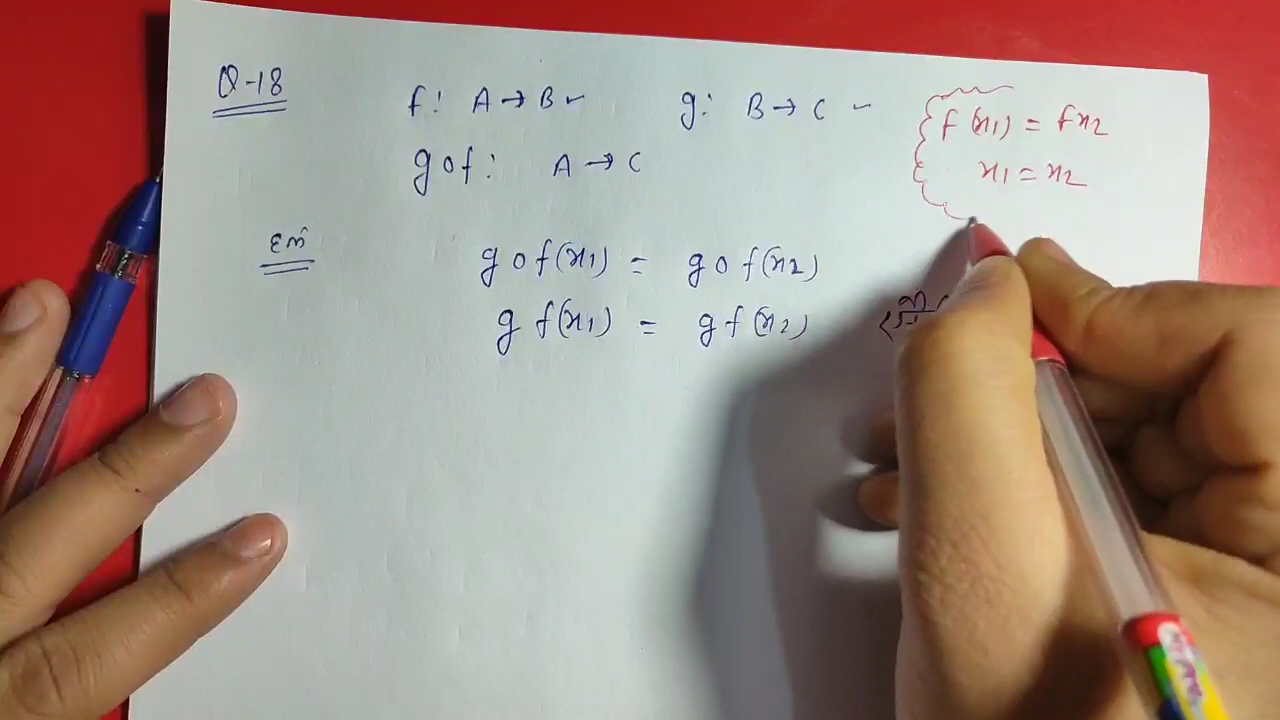 Q-18
f: A → B g: B → C
gof: A → C
f(x1) = fx2
x1 = x2
gof(x1) = gof(x2)
g f(x1) = g f(x2)